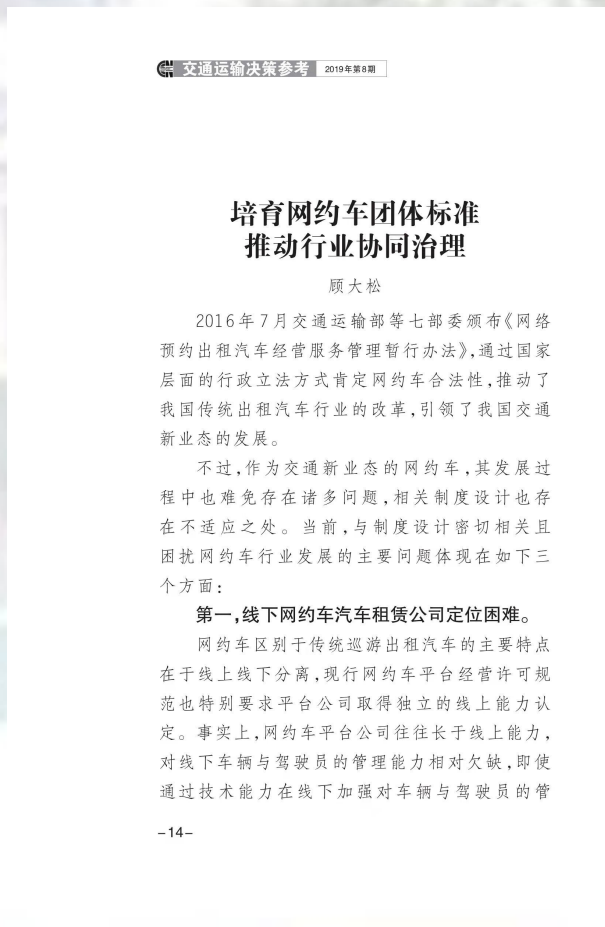 交通运输决策参考 2019年第8期
培育网约车团体标准
推动行业协同治理
顾大松
2016年7月交通运输部等七部委颁布《网络
预约出租汽车经营服务管理暂行办法》,通过国家
层面的行政立法方式肯定网约车合法性,推动了
我国传统出租汽车行业的改革,引领了我国交通
新业态的发展。
不过,作为交通新业态的网约车,其发展过
程中也难免存在诸多问题,相关制度设计也存
在不适应之处。当前,与制度设计密切相关且
困扰网约车行业发展的主要问题体现在如下三
个方面:
第一,线下网约车汽车租赁公司定位困难。
网约车区别于传统巡游出租汽车的主要特点
在于线上线下分离,现行网约车平台经营许可规
范也特别要求平台公司取得独立的线上能力认
定。事实上,网约车平台公司往往长于线上能力,
对线下车辆与驾驶员的管理能力相对欠缺,即使
通过技术能力在线下加强对车辆与驾驶员的管
–14–